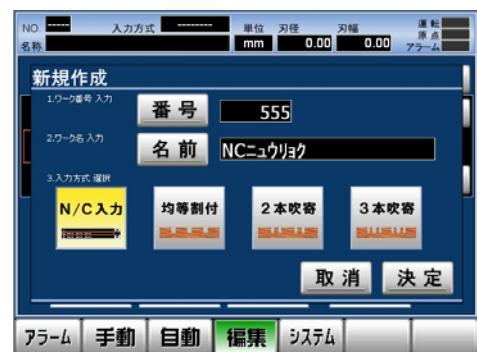 NO. ----- 入力方式 -------- 単位 刃径 刃幅 運転
原点
名称 mm 0.00 0.00 アラーム
新規作成
1.ワーク番号 入力
番号 555
2.ワーク名 入力
名前 NCニュウリョク
3.入力方式 選択
N/C入力 均等割付 2本吹寄 3本吹寄
取消 決定
アラーム 手動 自動 編集 システム